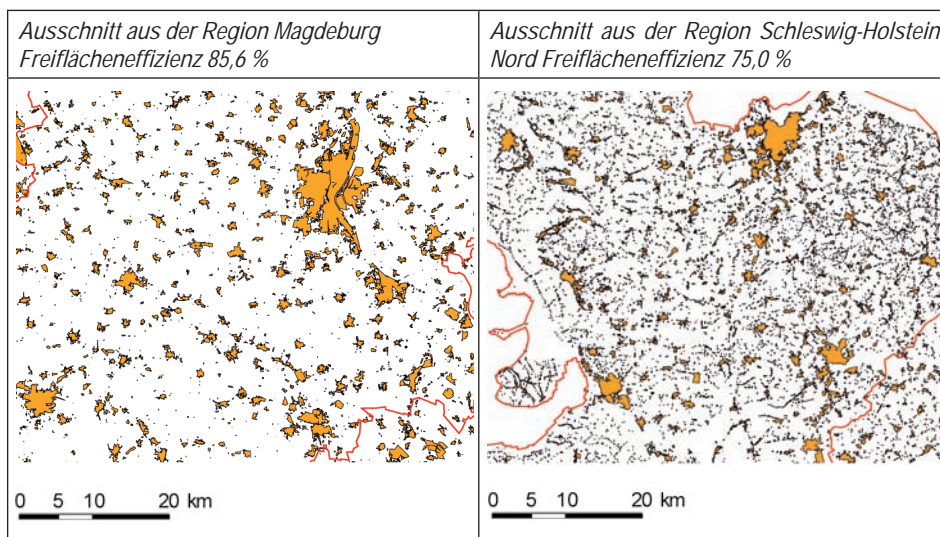 Ausschnitt aus der Region Magdeburg
Freiflächeneffizienz 85,6 %
Ausschnitt aus der Region Schleswig-Holstein
Nord Freiflächeneffizienz 75,0 %
0 5 10 20 km
0 5 10 20 km